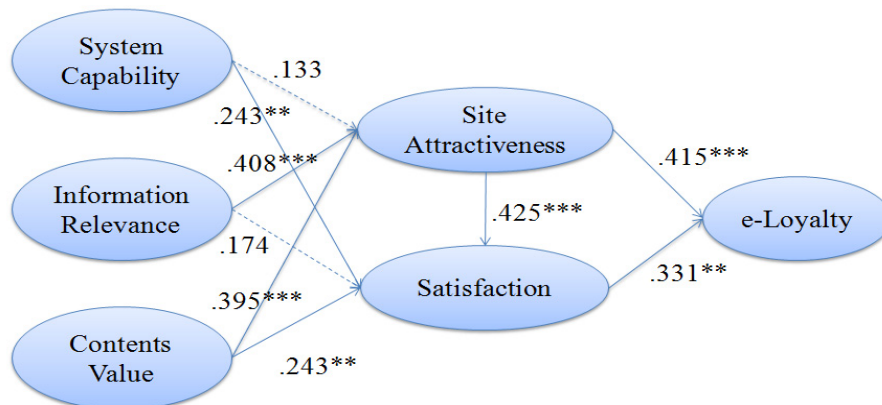 System
Capability
.133
.243**
Site
Attractiveness
.408***
.415***
Information
Relevance
.425***
e-Loyalty
.174
.331**
.395***
Satisfaction
Contents
Value
.243**